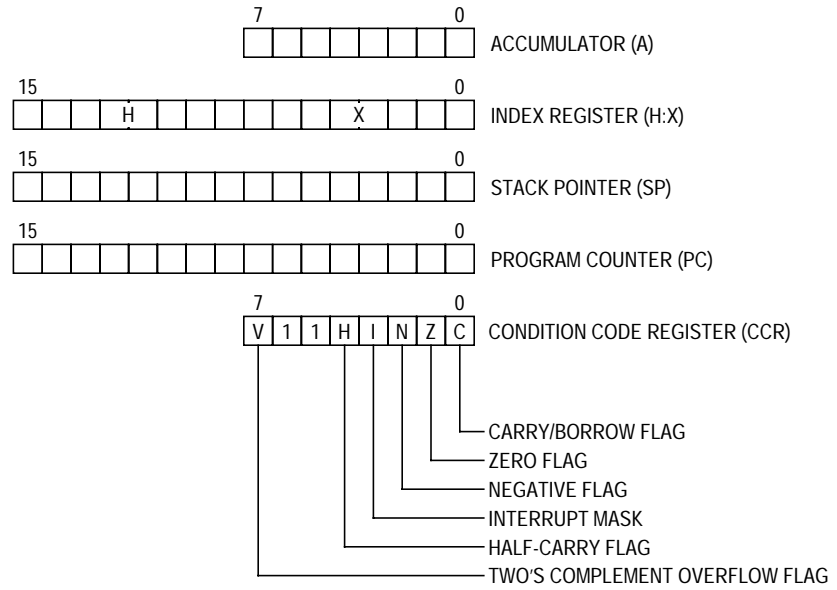 7 0
ACCUMULATOR (A)
15 0
H X INDEX REGISTER (H:X)
15 0
STACK POINTER (SP)
15 0
PROGRAM COUNTER (PC)
7 0
V 1 1 H I N Z C CONDITION CODE REGISTER (CCR)
CARRY/BORROW FLAG
ZERO FLAG
NEGATIVE FLAG
INTERRUPT MASK
HALF-CARRY FLAG
TWO'S COMPLEMENT OVERFLOW FLAG